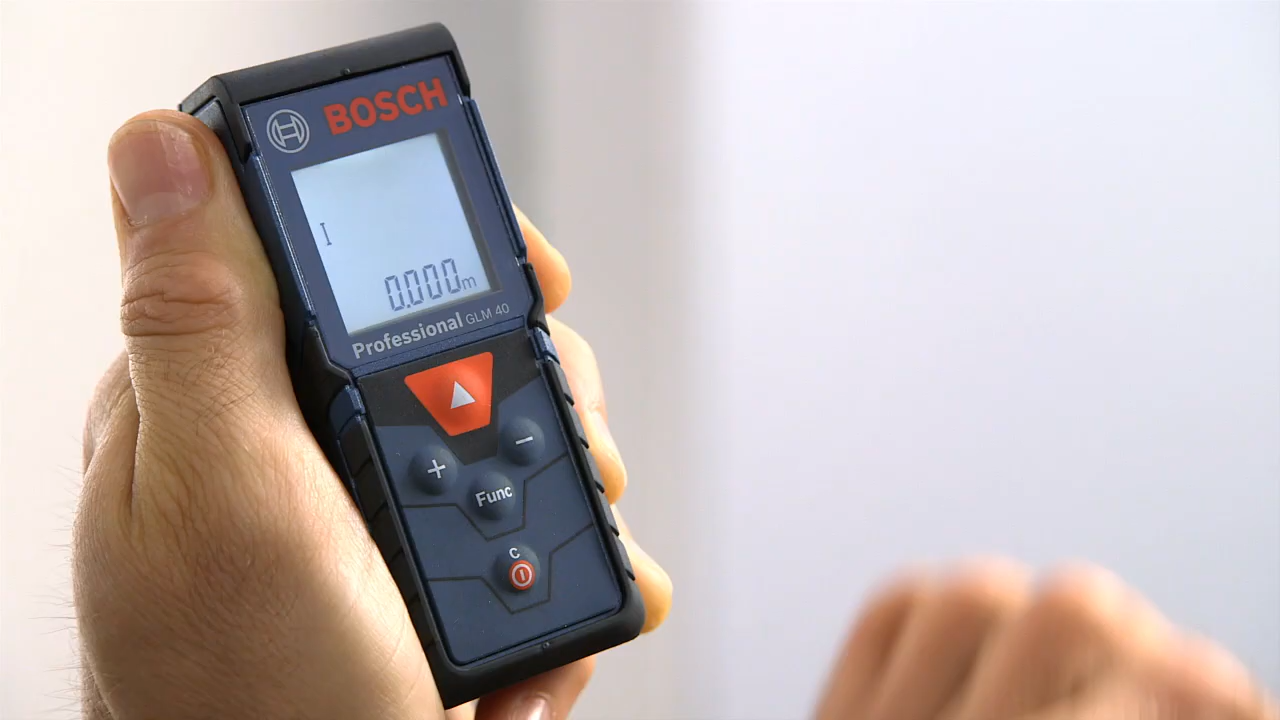 BOSCH
0.000m
Professional GLM 40
+
−
Func
C